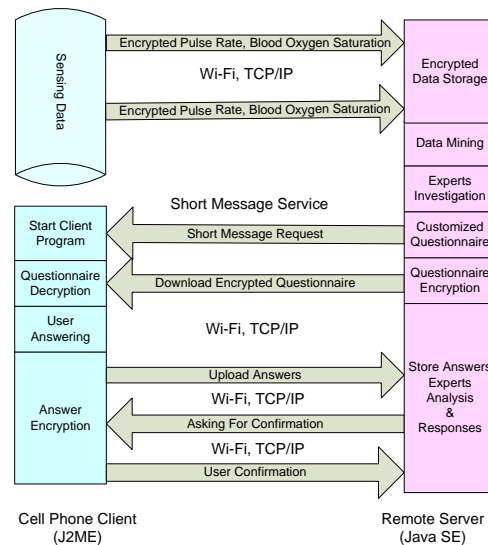 Sensing Data
Encrypted Pulse Rate, Blood Oxygen Saturation
Wi-Fi, TCP/IP
Encrypted Pulse Rate, Blood Oxygen Saturation
Encrypted
Data Storage
Data Mining
Experts
Investigation
Short Message Service
Start Client
Program
Short Message Request
Customized
Questionnaire
Questionnaire
Decryption
Download Encrypted Questionnaire
Questionnaire
Encryption
User
Answering
Wi-Fi, TCP/IP
Upload Answers
Wi-Fi, TCP/IP
Asking For Confirmation
Wi-Fi, TCP/IP
User Confirmation
Answer
Encryption
Store Answers
Experts
Analysis
&
Responses
Cell Phone Client
(J2ME)
Remote Server
(Java SE)